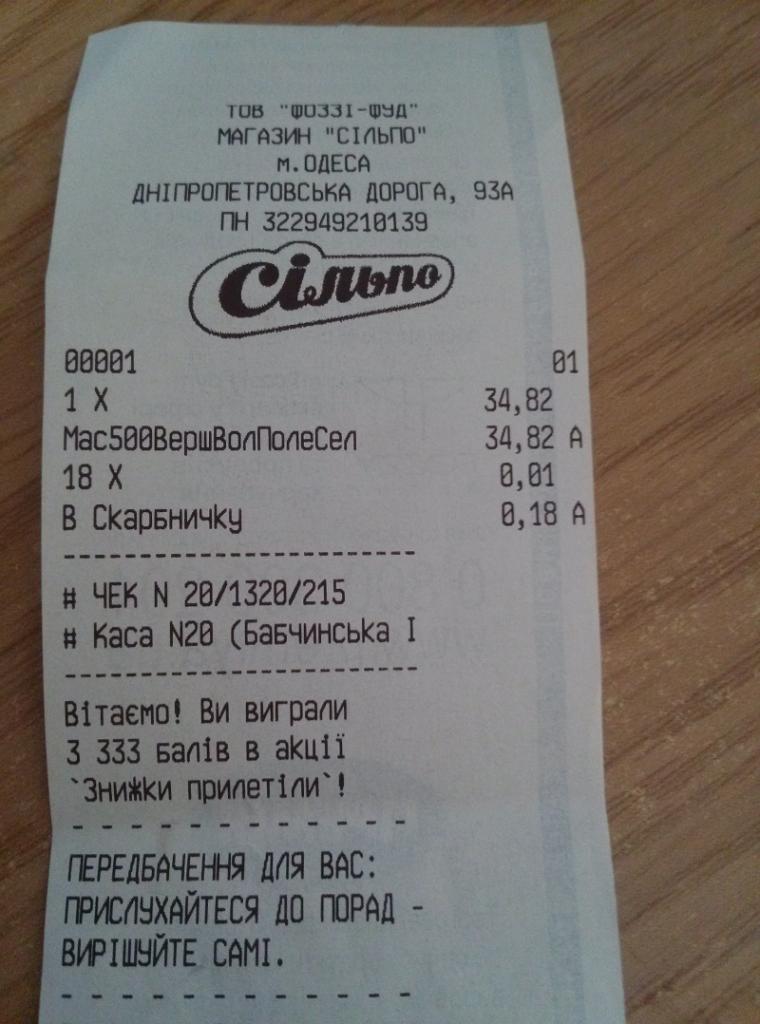 ТОВ "ФОЗЗІ-ФУД"
МАГАЗИН "СІЛЬПО"
м.ОДЕСА
ДНІПРОПЕТРОВСЬКА ДОРОГА, 93А
ПН 322949210139
Сільпо
00001 01
1 X 34,82
Мас500ВершВолПолеСел 34,82 А
18 X 0,01
В Скарбничку 0,18 А
------------------------
# ЧЕК N 20/1320/215
# Каса N20 (Бабчинська І
------------------------
Вітаємо! Ви виграли
3 333 балів в акції
`Знижки прилетіли`!
- - - - - - - - - - - -
ПЕРЕДБАЧЕННЯ ДЛЯ ВАС:
ПРИСЛУХАЙТЕСЯ ДО ПОРАД -
ВИРІШУЙТЕ САМІ.
- - - - - - - - - - - -